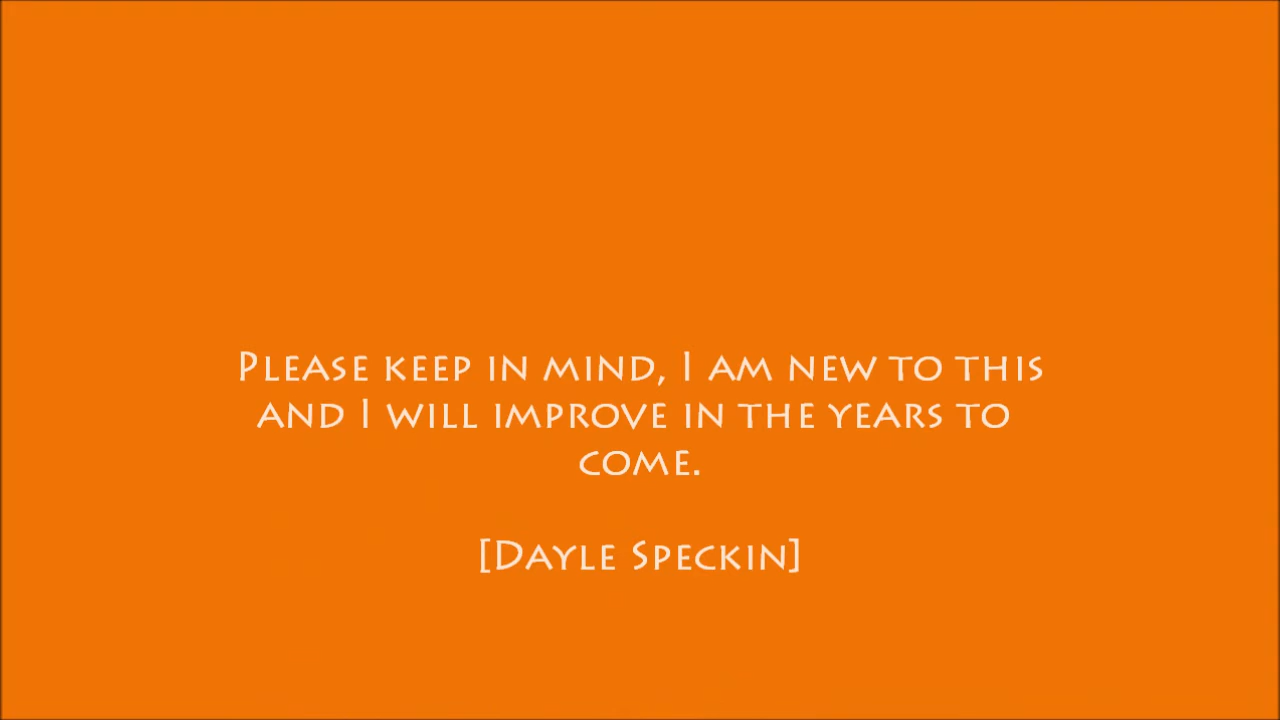 Please keep in mind, I am new to this
and I will improve in the years to
come.
[Dayle Speckin]